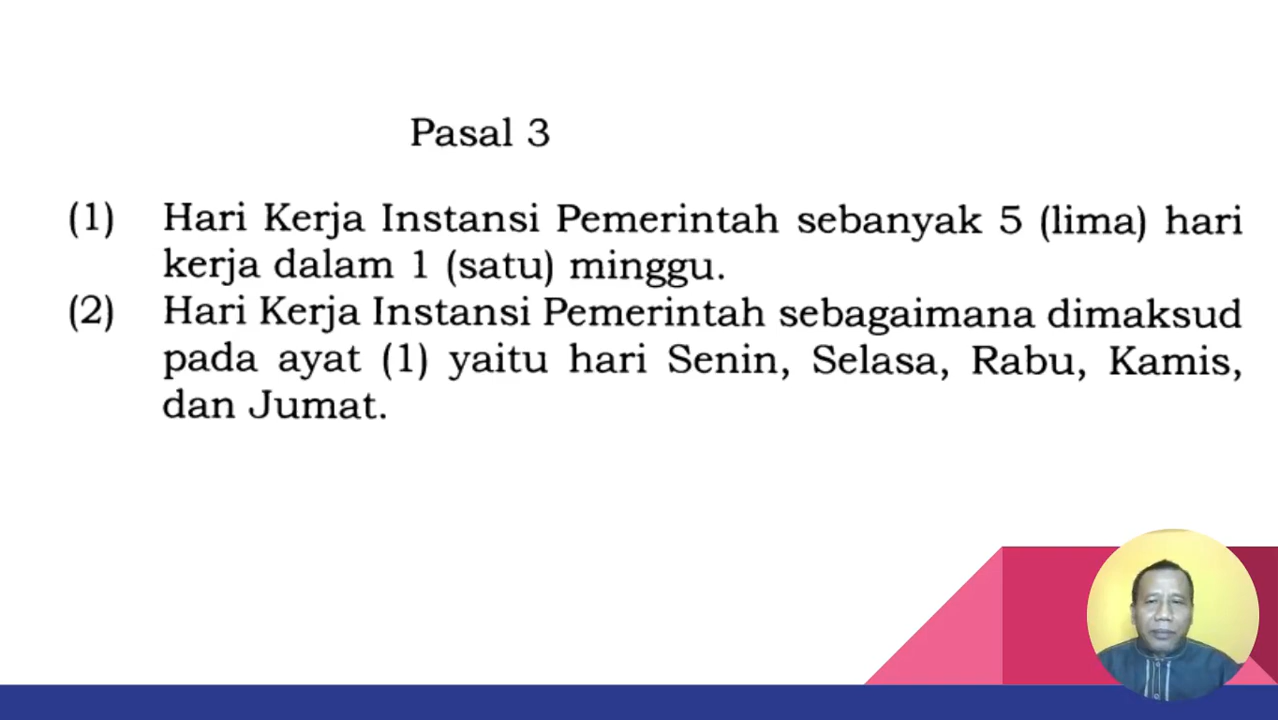 Pasal 3
(1) Hari Kerja Instansi Pemerintah sebanyak 5 (lima) hari
kerja dalam 1 (satu) minggu.
(2) Hari Kerja Instansi Pemerintah sebagaimana dimaksud
pada ayat (1) yaitu hari Senin, Selasa, Rabu, Kamis,
dan Jumat.